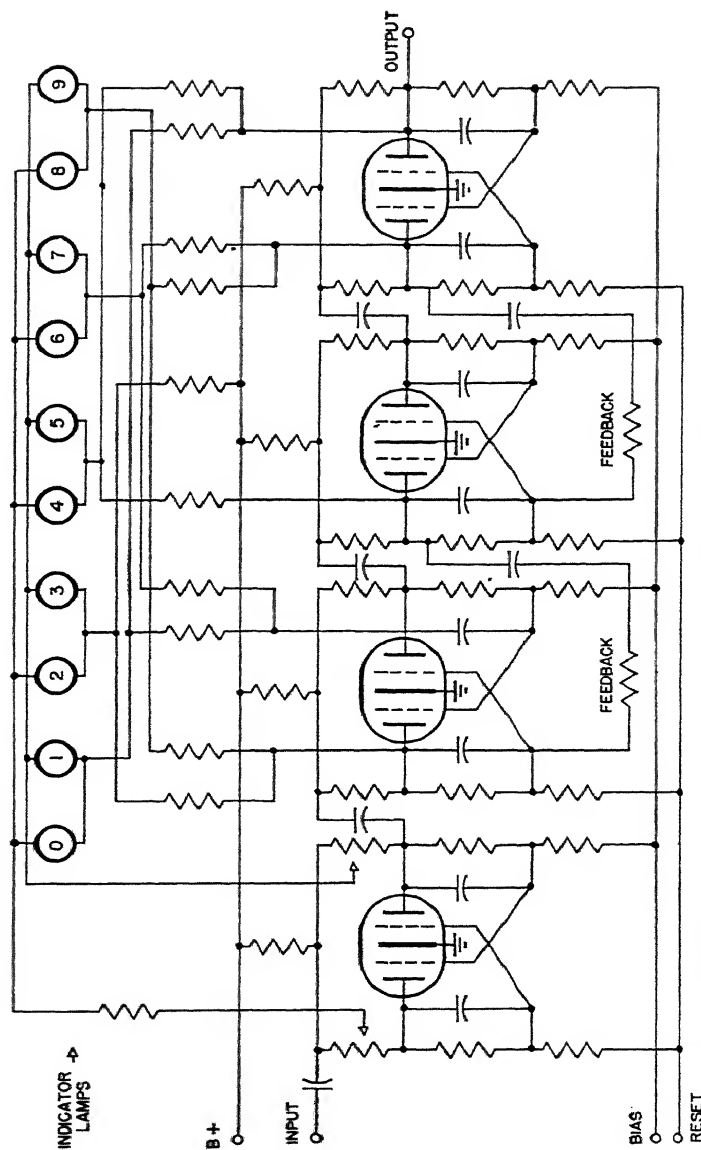 INDICATOR
LAMPS
0
1
2
3
4
5
6
7
8
9
B+
INPUT
OUTPUT
FEEDBACK
FEEDBACK
BIAS
RESET